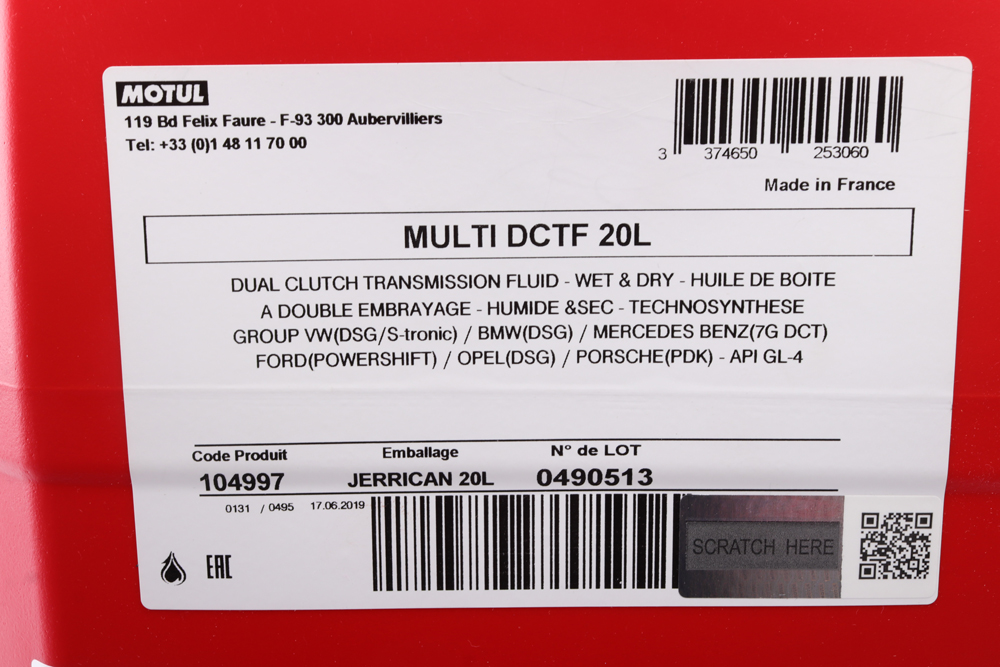 MOTUL
119 Bd Felix Faure - F-93 300 Aubervilliers
Tel: +33 (0)1 48 11 70 00
3 374650 253060
Made in France
MULTI DCTF 20L
DUAL CLUTCH TRANSMISSION FLUID - WET & DRY - HUILE DE BOITE
A DOUBLE EMBRAYAGE - HUMIDE &SEC - TECHNOSYNTHESE
GROUP VW(DSG/S-tronic) / BMW(DSG) / MERCEDES BENZ(7G DCT)
FORD(POWERSHIFT) / OPEL(DSG) / PORSCHE(PDK) - API GL-4
Code Produit Emballage N° de LOT
104997 JERRICAN 20L 0490513
0131 / 0495 17.06.2019
SCRATCH HERE
EAC